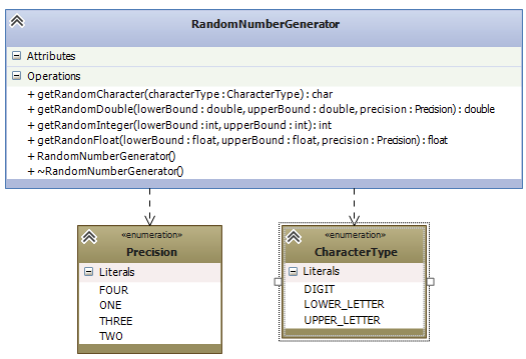 RandomNumberGenerator
Attributes
Operations
+ getRandomCharacter(characterType : CharacterType) : char
+ getRandomDouble(lowerBound : double, upperBound : double, precision : Precision) : double
+ getRandomInteger(lowerBound : int, upperBound : int) : int
+ getRandonFloat(lowerBound : float, upperBound : float, precision : Precision) : float
+ RandomNumberGenerator()
+ ~RandomNumberGenerator()
«enumeration»
Precision
Literals
FOUR
ONE
THREE
TWO
«enumeration»
CharacterType
Literals
DIGIT
LOWER_LETTER
UPPER_LETTER